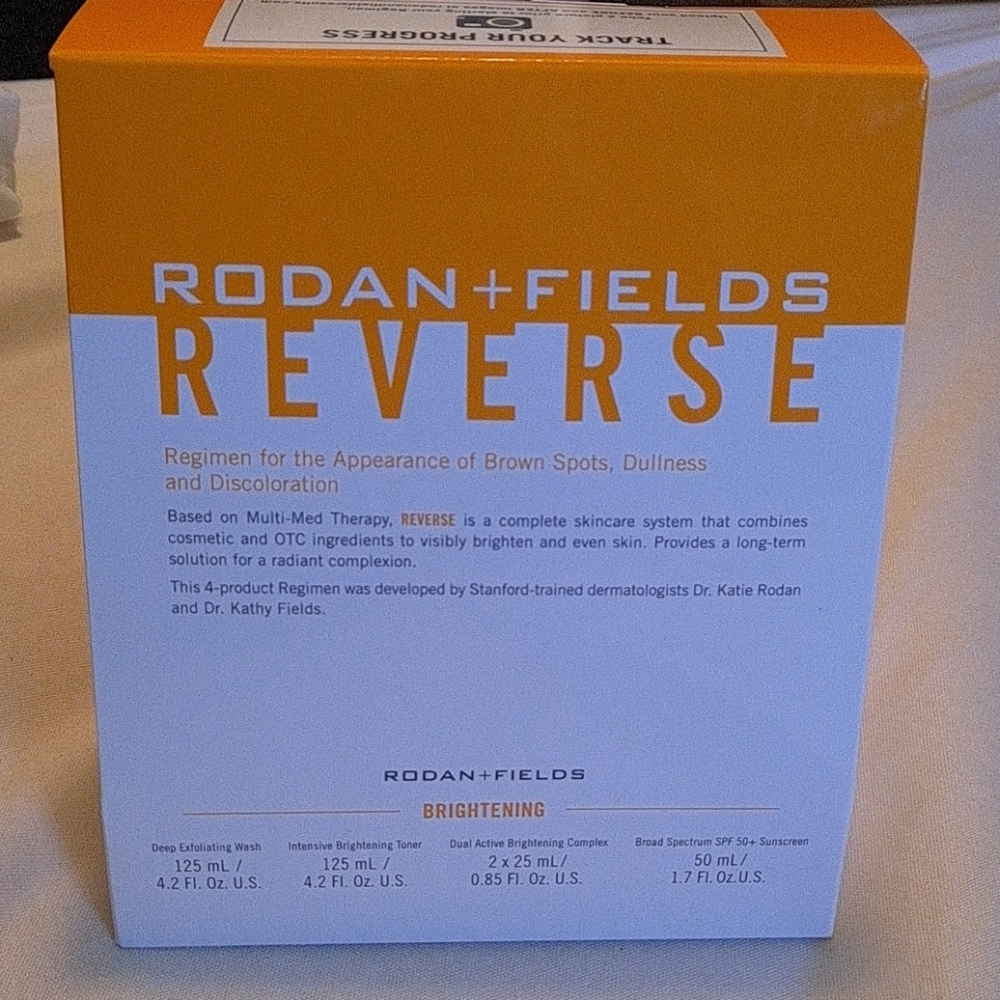 TRACK YOUR PROGRESS
RODAN+FIELDS
REVERSE
Regimen for the Appearance of Brown Spots, Dullness
and Discoloration
Based on Multi-Med Therapy, REVERSE is a complete skincare system that combines
cosmetic and OTC ingredients to visibly brighten and even skin. Provides a long-term
solution for a radiant complexion.
This 4-product Regimen was developed by Stanford-trained dermatologists Dr. Katie Rodan
and Dr. Kathy Fields.
RODAN+FIELDS
BRIGHTENING
Deep Exfoliating Wash
125 mL /
4.2 Fl. Oz. U.S.
Intensive Brightening Toner
125 mL /
4.2 Fl. Oz. U.S.
Dual Active Brightening Complex
2 x 25 mL/
0.85 Fl. Oz. U.S.
Broad Spectrum SPF 50+ Sunscreen
50 mL/
1.7 Fl. Oz.U.S.